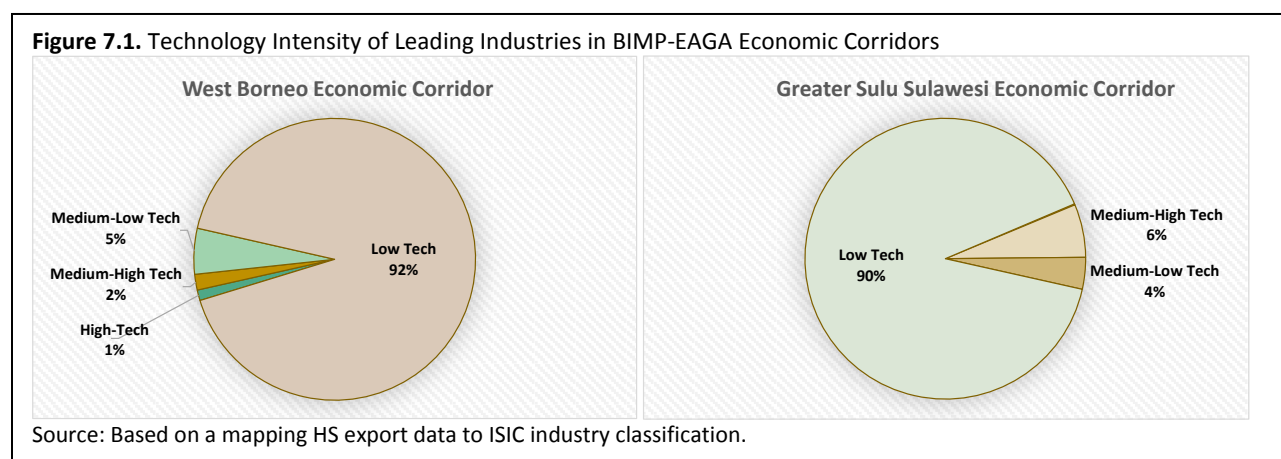 Figure 7.1. Technology Intensity of Leading Industries in BIMP-EAGA Economic Corridors
West Borneo Economic Corridor
Medium-Low Tech
5%
Medium-High Tech
2%
High-Tech
1%
Low Tech
92%
Greater Sulu Sulawesi Economic Corridor
Low Tech
90%
Medium-High Tech
6%
Medium-Low Tech
4%
Source: Based on a mapping HS export data to ISIC industry classification.